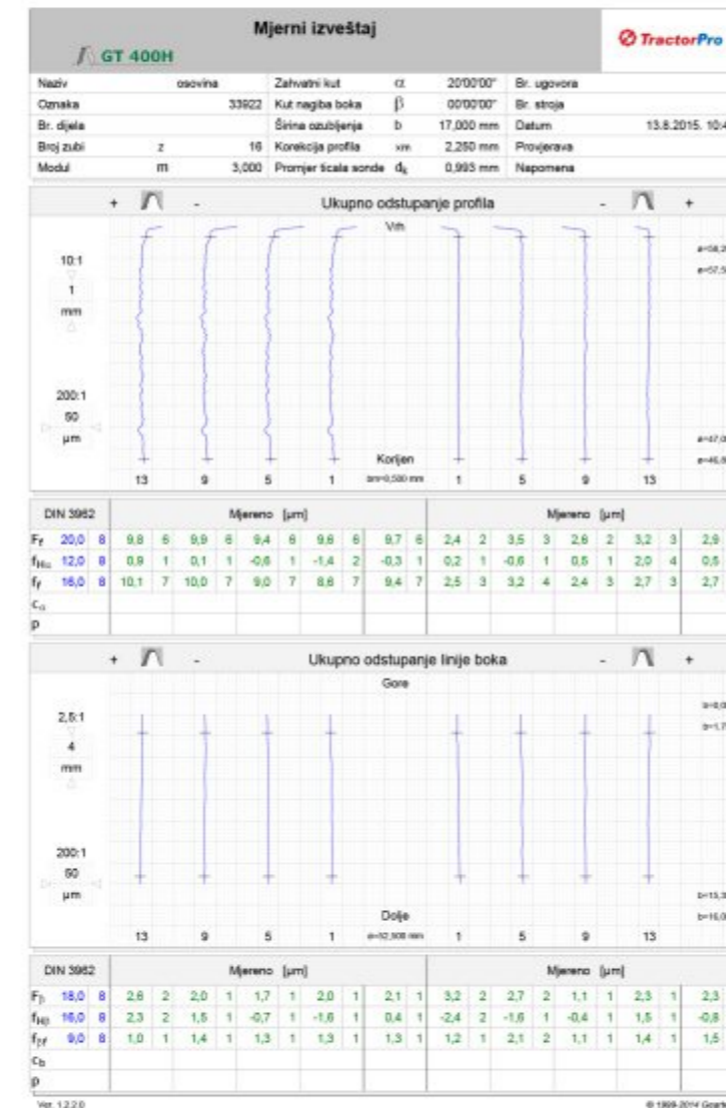 Mjerni izveštaj
GT 400H
TractorPro
Naziv osovina Zahvatni kut α 20'00'00" Br. ugovora
Oznaka 33922 Kut nagiba boka β 00'00'00" Br. stroja
Br. dijela Širina ozubljenja b 17,000 mm Datum 13.8.2015. 10:4
Broj zubi z 16 Korekcija profila xm 2,250 mm Provjerava
Modul m 3,000 Promjer ticala sonde dk 0,993 mm Napomena
+ - Ukupno odstupanje profila - +
Vrh
10:1
1
mm
200:1
50
µm
Korijen
13 9 5 1 bm=0,500 mm 1 5 9 13
DIN 3962 Mjereno [µm] Mjereno [µm]
Ff 20,0 8 9,8 6 9,9 6 9,4 6 9,6 6 9,7 6 2,4 2 3,5 3 2,6 2 3,2 3 2,9
fHα 12,0 8 0,9 1 0,1 1 -0,6 1 -1,4 2 -0,3 1 0,2 1 -0,6 1 0,5 1 2,0 4 0,5
ff 16,0 8 10,1 7 10,0 7 9,0 7 8,6 7 9,4 7 2,5 3 3,2 4 2,4 3 2,7 3 2,7
cα
p
+ - Ukupno odstupanje linije boka - +
Gore
2,5:1
4
mm
200:1
50
µm
Dolje
13 9 5 1 a=52,500 mm 1 5 9 13
DIN 3962 Mjereno [µm] Mjereno [µm]
Fβ 18,0 8 2,6 2 2,0 1 1,7 1 2,0 1 2,1 1 3,2 2 2,7 2 1,1 1 2,3 1 2,3
fHβ 16,0 8 2,3 2 1,5 1 -0,7 1 -1,6 1 0,4 1 -2,4 2 -1,6 1 -0,4 1 1,5 1 -0,8
fβf 9,0 8 1,0 1 1,4 1 1,3 1 1,3 1 1,3 1 1,2 1 2,1 2 1,1 1 1,4 1 1,5
cb
p
Ver. 1.2.2.0 © 1999-2014